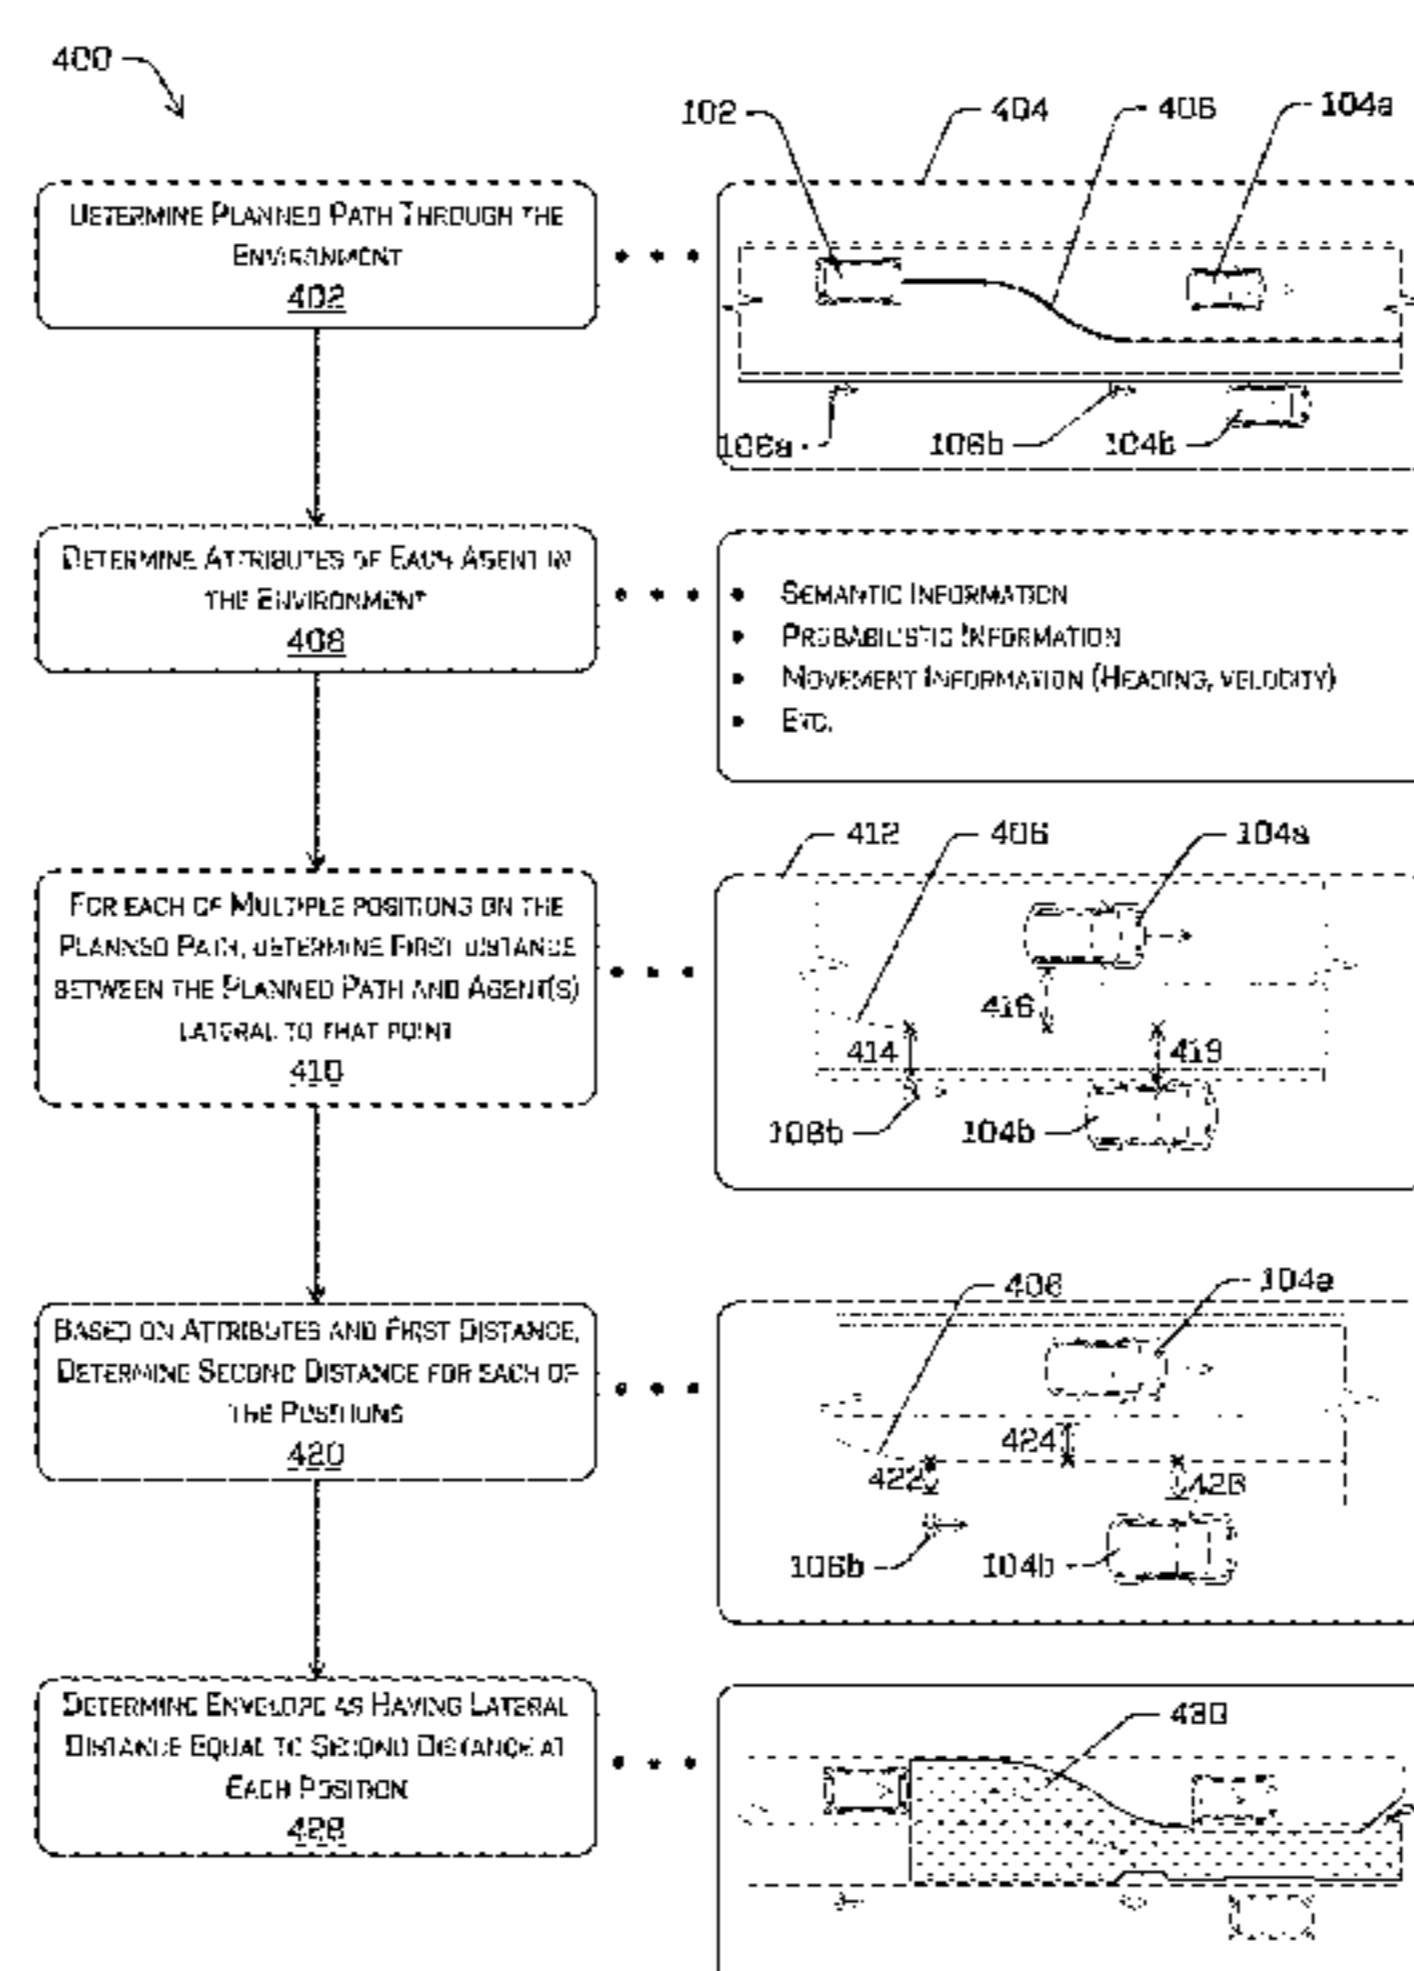 400
102
404
406
104a
DETERMINE PLANNED PATH THROUGH THE
ENVIRONMENT
402
106a
106b
104b
DETERMINE ATTRIBUTES OF EACH AGENT IN
THE ENVIRONMENT
408
• SEMANTIC INFORMATION
• PROBABILISTIC INFORMATION
• MOVEMENT INFORMATION (HEADING, VELOCITY)
• ETC.
412
406
104a
FOR EACH OF MULTIPLE POSITIONS ON THE
PLANNED PATH, DETERMINE FIRST DISTANCE
BETWEEN THE PLANNED PATH AND AGENT(S)
LATERAL TO THAT POINT
410
416
414
418
106b
104b
406
104a
BASED ON ATTRIBUTES AND FIRST DISTANCE,
DETERMINE SECOND DISTANCE FOR EACH OF
THE POSITIONS
420
424
422
426
106b
104b
DETERMINE ENVELOPE AS HAVING LATERAL
DISTANCE EQUAL TO SECOND DISTANCE AT
EACH POSITION
428
430